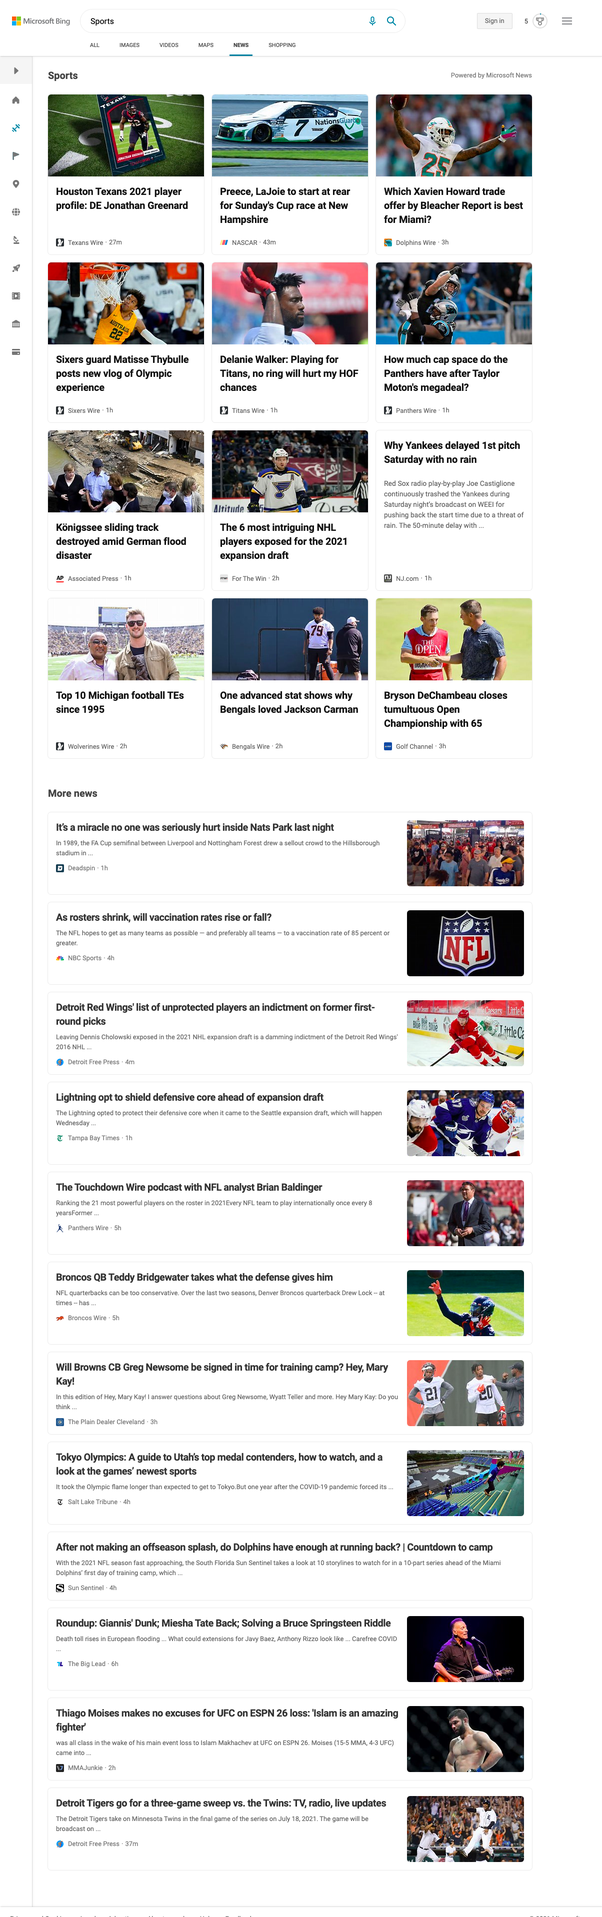 Microsoft Bing
Sports
Sign in
5
ALL IMAGES VIDEOS MAPS NEWS SHOPPING
Sports
Powered by Microsoft News
Houston Texans 2021 player
profile: DE Jonathan Greenard
Texans Wire · 27m
7
Preece, LaJoie to start at rear
for Sunday's Cup race at New
Hampshire
NASCAR · 43m
25
Which Xavien Howard trade
offer by Bleacher Report is best
for Miami?
Dolphins Wire · 3h
22
Sixers guard Matisse Thybulle
posts new vlog of Olympic
experience
Sixers Wire · 1h
Delanie Walker: Playing for
Titans, no ring will hurt my HOF
chances
Titans Wire · 1h
How much cap space do the
Panthers have after Taylor
Moton's megadeal?
Panthers Wire · 1h
Königssee sliding track
destroyed amid German flood
disaster
AP Associated Press · 1h
The 6 most intriguing NHL
players exposed for the 2021
expansion draft
For The Win · 2h
Why Yankees delayed 1st pitch
Saturday with no rain
Red Sox radio play-by-play Joe Castiglione
continuously trashed the Yankees during
Saturday night's broadcast on WEEI for
pushing back the start time due to a threat of
rain. The 50-minute delay with ...
NJ.com · 1h
Top 10 Michigan football TEs
since 1995
Wolverines Wire · 2h
79
One advanced stat shows why
Bengals loved Jackson Carman
Bengals Wire · 2h
THE OPEN
Bryson DeChambeau closes
tumultuous Open
Championship with 65
Golf Channel · 3h
More news
It's a miracle no one was seriously hurt inside Nats Park last night
In 1989, the FA Cup semifinal between Liverpool and Nottingham Forest drew a sellout crowd to the Hillsborough
stadium in ...
Deadspin · 1h
As rosters shrink, will vaccination rates rise or fall?
The NFL hopes to get as many teams as possible — and preferably all teams — to a vaccination rate of 85 percent or
greater.
NBC Sports · 4h
NFL
Detroit Red Wings' list of unprotected players an indictment on former first-
round picks
Leaving Dennis Cholowski exposed in the 2021 NHL expansion draft is a damning indictment of the Detroit Red Wings'
2016 NHL ...
Detroit Free Press · 4m
Lightning opt to shield defensive core ahead of expansion draft
The Lightning opted to protect their defensive core when it came to the Seattle expansion draft, which will happen
Wednesday ...
Tampa Bay Times · 1h
The Touchdown Wire podcast with NFL analyst Brian Baldinger
Ranking the 21 most powerful players on the roster in 2021Every NFL team to play internationally once every 8
yearsFormer ...
Panthers Wire · 5h
Broncos QB Teddy Bridgewater takes what the defense gives him
NFL quarterbacks can be too conservative. Over the last two seasons, Denver Broncos quarterback Drew Lock -- at
times -- has ...
Broncos Wire · 5h
Will Browns CB Greg Newsome be signed in time for training camp? Hey, Mary
Kay!
In this edition of Hey, Mary Kay! I answer questions about Greg Newsome, Wyatt Teller and more. Hey Mary Kay: Do you
think ...
The Plain Dealer Cleveland · 3h
21 20
Tokyo Olympics: A guide to Utah's top medal contenders, how to watch, and a
look at the games' newest sports
It took the Olympic flame longer than expected to get to Tokyo.But one year after the COVID-19 pandemic forced its ...
Salt Lake Tribune · 4h
After not making an offseason splash, do Dolphins have enough at running back? | Countdown to camp
With the 2021 NFL season fast approaching, the South Florida Sun Sentinel takes a look at 10 storylines to watch for in a 10-part series ahead of the Miami
Dolphins' first day of training camp, which ...
Sun Sentinel · 4h
Roundup: Giannis' Dunk; Miesha Tate Back; Solving a Bruce Springsteen Riddle
Death toll rises in European flooding ... What could extensions for Javy Baez, Anthony Rizzo look like ... Carefree COVID
...
The Big Lead · 6h
Thiago Moises makes no excuses for UFC on ESPN 26 loss: 'Islam is an amazing
fighter'
was all class in the wake of his main event loss to Islam Makhachev at UFC on ESPN 26. Moises (15-5 MMA, 4-3 UFC)
came into ...
MMAJunkie · 2h
Detroit Tigers go for a three-game sweep vs. the Twins: TV, radio, live updates
The Detroit Tigers take on Minnesota Twins in the final game of the series on July 18, 2021. The game will be
broadcast on ...
Detroit Free Press · 37m